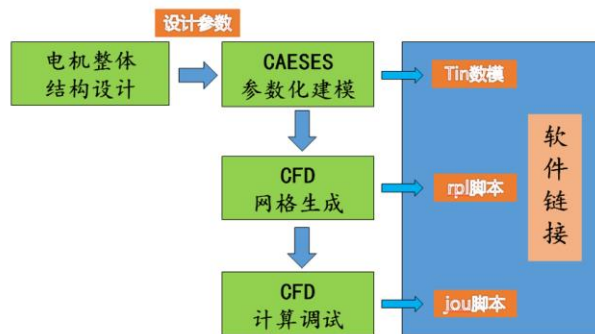 设计参数
电机整体
结构设计
CAESES
参数化建模
Tin数模
CFD
网格生成
rpl脚本
软件链接
CFD
计算调试
jou脚本